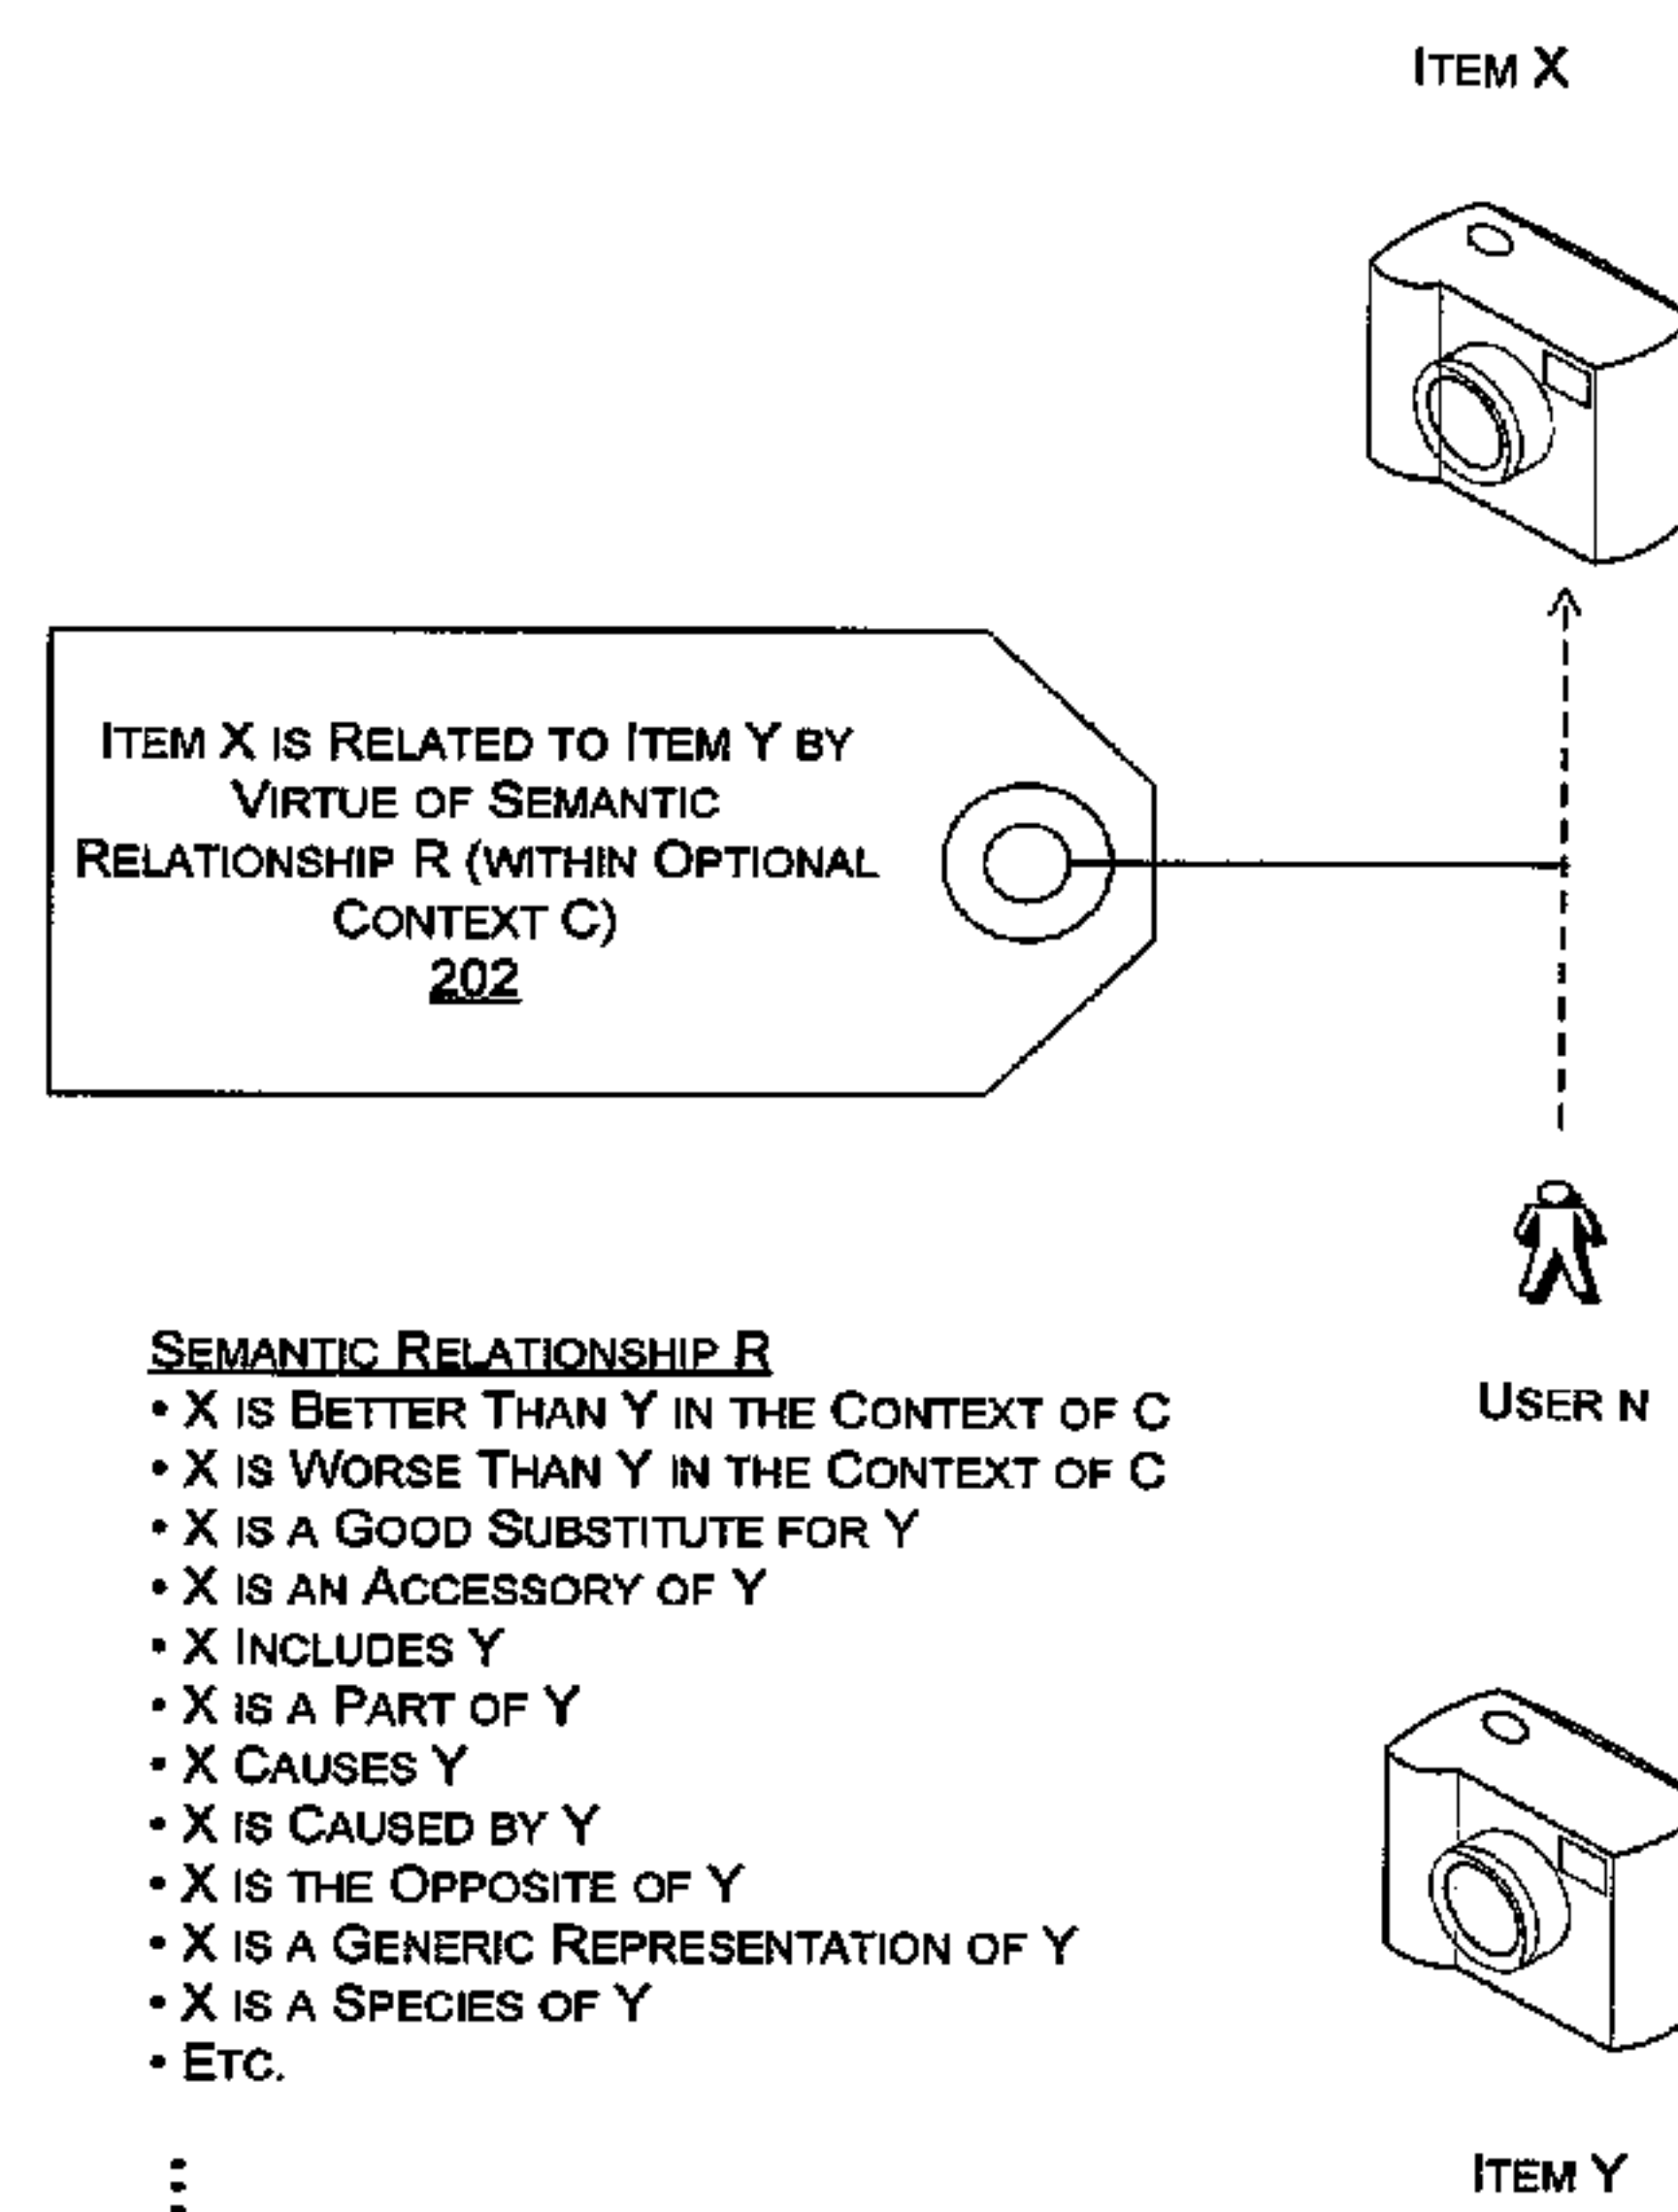 ITEM X
ITEM X IS RELATED TO ITEM Y BY
VIRTUE OF SEMANTIC
RELATIONSHIP R (WITHIN OPTIONAL
CONTEXT C)
202
USER N
SEMANTIC RELATIONSHIP R
• X IS BETTER THAN Y IN THE CONTEXT OF C
• X IS WORSE THAN Y IN THE CONTEXT OF C
• X IS A GOOD SUBSTITUTE FOR Y
• X IS AN ACCESSORY OF Y
• X INCLUDES Y
• X IS A PART OF Y
• X CAUSES Y
• X IS CAUSED BY Y
• X IS THE OPPOSITE OF Y
• X IS A GENERIC REPRESENTATION OF Y
• X IS A SPECIES OF Y
• ETC.
ITEM Y